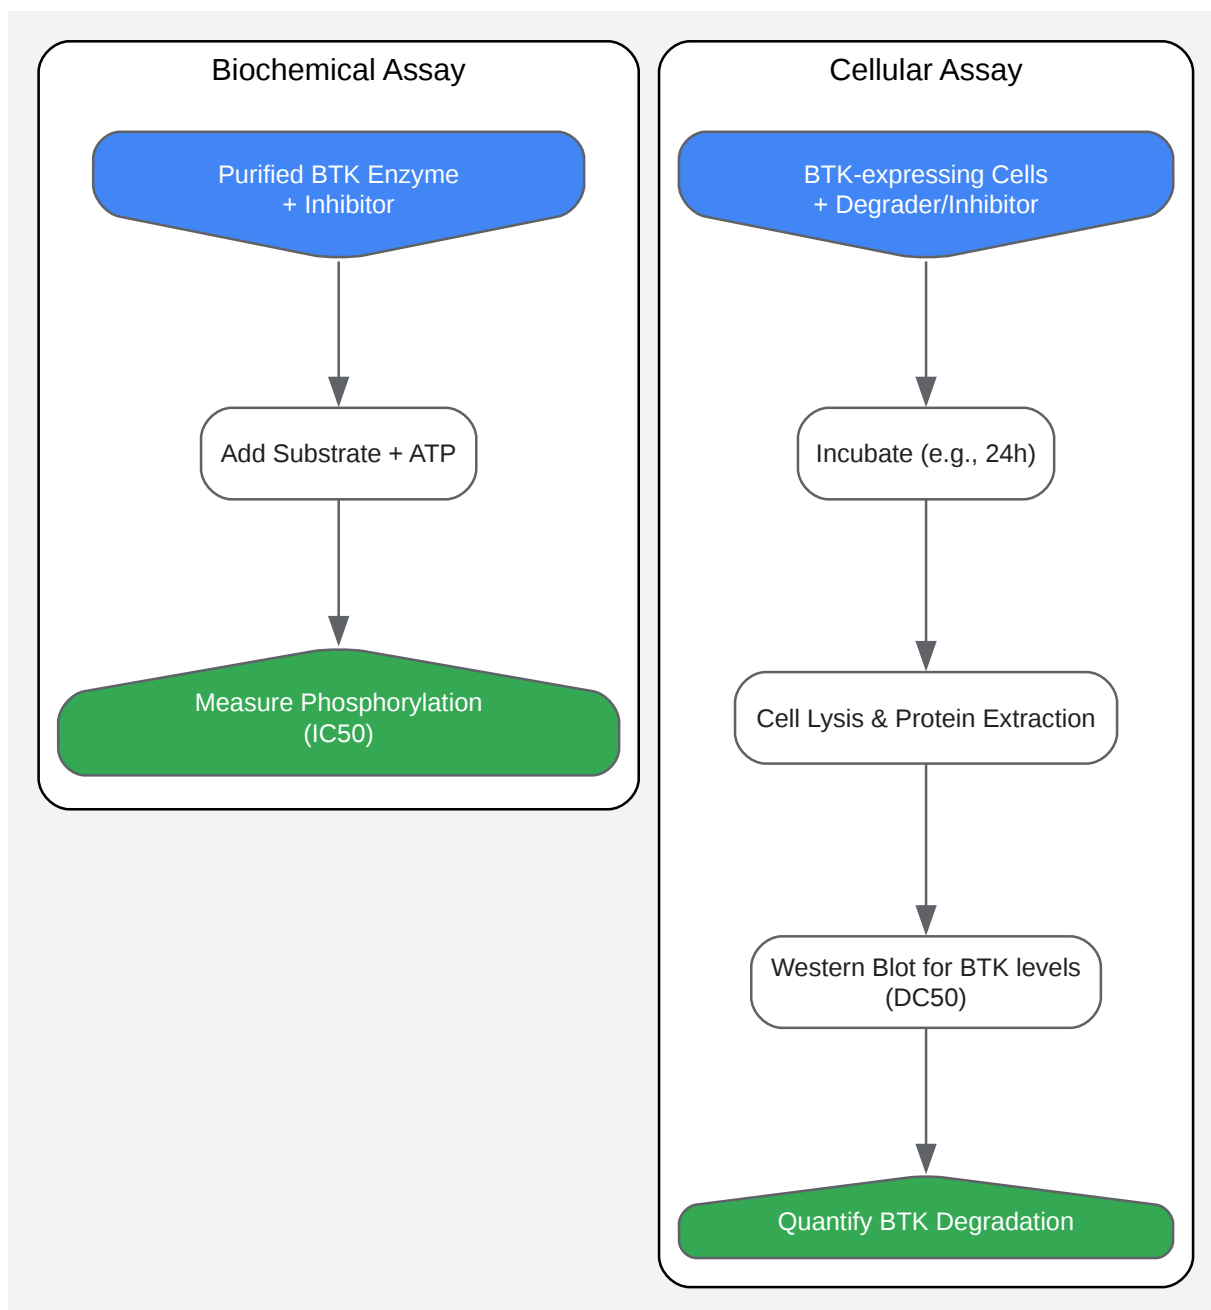 Biochemical Assay
Purified BTK Enzyme
+ Inhibitor
Add Substrate + ATP
Measure Phosphorylation
(IC50)
Cellular Assay
BTK-expressing Cells
+ Degrader/Inhibitor
Incubate (e.g., 24h)
Cell Lysis & Protein Extraction
Western Blot for BTK levels
(DC50)
Quantify BTK Degradation